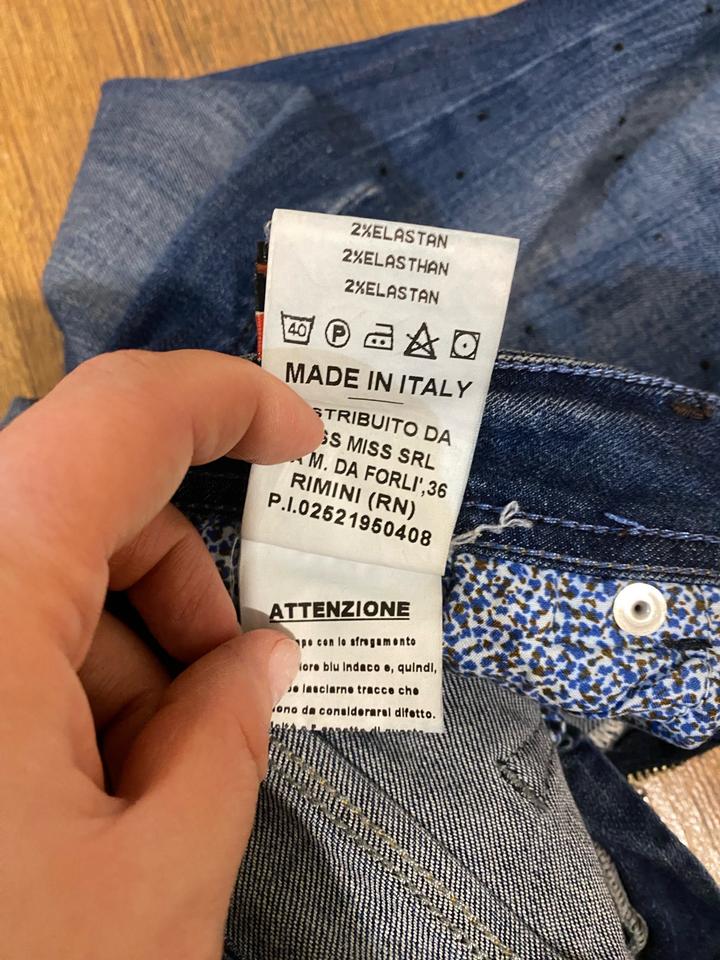 2%ELASTAN
2%ELASTHAN
2%ELASTAN
40 P
MADE IN ITALY
STRIBUITO DA
SS MISS SRL
A M. DA FORLI',36
RIMINI (RN)
P.I.02521950408
ATTENZIONE
con lo sfregamento
lore blu indaco e, quindi,
lasciarne tracce che
ono da considerarsi difetto.